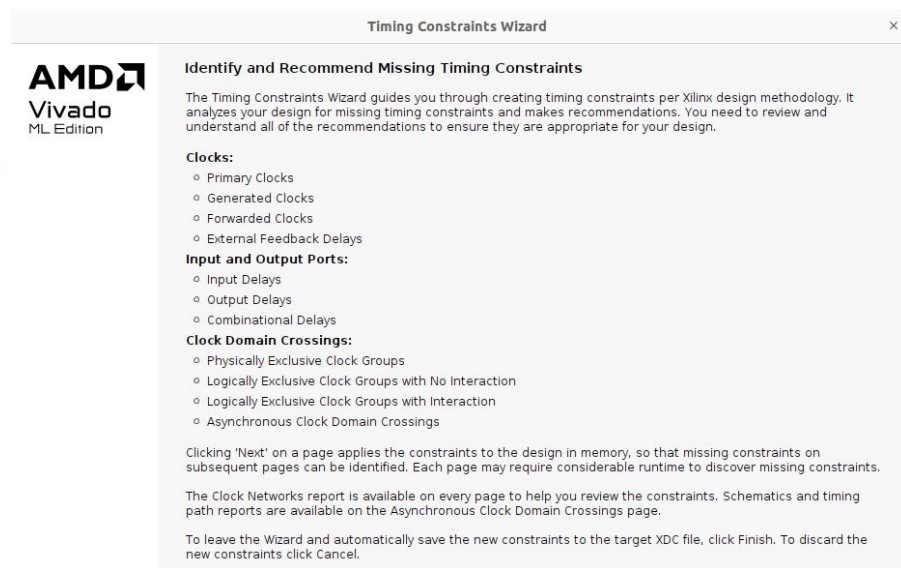 Timing Constraints Wizard
×
AMD
Vivado
ML Edition
Identify and Recommend Missing Timing Constraints
The Timing Constraints Wizard guides you through creating timing constraints per Xilinx design methodology. It
analyzes your design for missing timing constraints and makes recommendations. You need to review and
understand all of the recommendations to ensure they are appropriate for your design.
Clocks:
Primary Clocks
Generated Clocks
Forwarded Clocks
External Feedback Delays
Input and Output Ports:
Input Delays
Output Delays
Combinational Delays
Clock Domain Crossings:
Physically Exclusive Clock Groups
Logically Exclusive Clock Groups with No Interaction
Logically Exclusive Clock Groups with Interaction
Asynchronous Clock Domain Crossings
Clicking 'Next' on a page applies the constraints to the design in memory, so that missing constraints on
subsequent pages can be identified. Each page may require considerable runtime to discover missing constraints.
The Clock Networks report is available on every page to help you review the constraints. Schematics and timing
path reports are available on the Asynchronous Clock Domain Crossings page.
To leave the Wizard and automatically save the new constraints to the target XDC file, click Finish. To discard the
new constraints click Cancel.